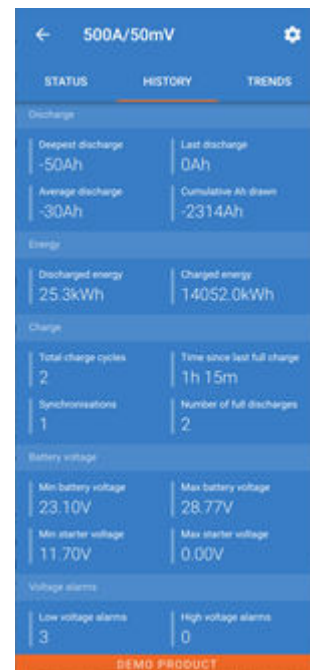 500A/50mV
STATUS HISTORY TRENDS
Discharge
Deepest discharge Last discharge
-50Ah 0Ah
Average discharge Cumulative Ah drawn
-30Ah -2314Ah
Energy
Discharged energy Charged energy
25.3kWh 14052.0kWh
Charge
Total charge cycles Time since last full charge
2 1h 15m
Synchronisations Number of full discharges
1 2
Battery voltage
Min battery voltage Max battery voltage
23.10V 28.77V
Min starter voltage Max starter voltage
11.70V 0.00V
Voltage alarms
Low voltage alarms High voltage alarms
3 0
DEMO PRODUCT